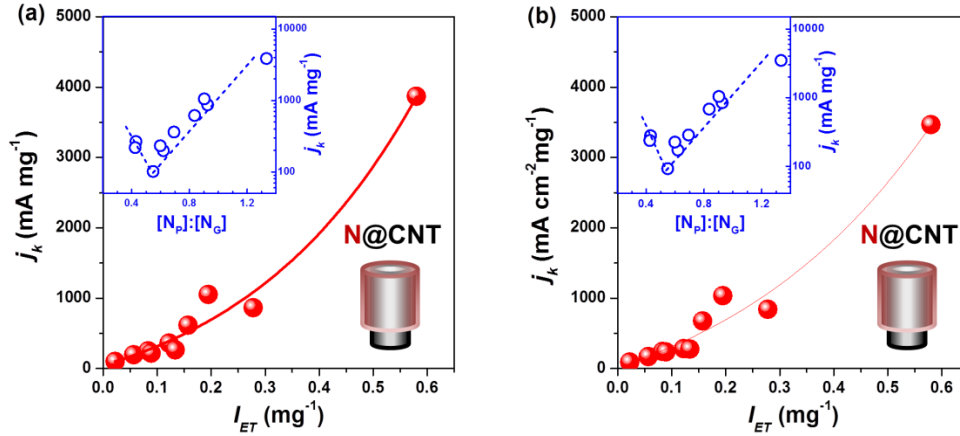 (a)
5000
4000
3000
2000
1000
0
j_k (mA mg⁻¹)
0.0 0.1 0.2 0.3 0.4 0.5 0.6
I_ET (mg⁻¹)
10000
1000
100
j_k (mA mg⁻¹)
0.4 0.8 1.2
[N_P]:[N_G]
N@CNT
(b)
5000
4000
3000
2000
1000
0
j_k (mA cm⁻²mg⁻¹)
0.0 0.1 0.2 0.3 0.4 0.5 0.6
I_ET (mg⁻¹)
10000
1000
100
j_k (mA mg⁻¹)
0.4 0.8 1.2
[N_P]:[N_G]
N@CNT